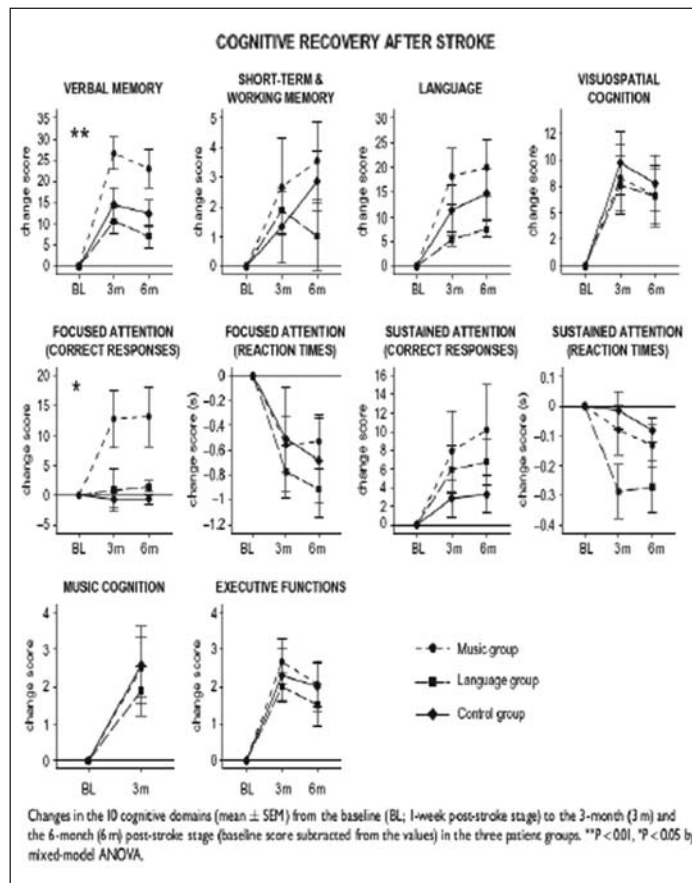 COGNITIVE RECOVERY AFTER STROKE
VERBAL MEMORY
SHORT-TERM &
WORKING MEMORY
LANGUAGE
VISUOSPATIAL
COGNITION
change score
35
30
25
20
15
10
5
0
**
BL 3m 6m
change score
6
4
2
0
BL 3m 6m
change score
30
25
20
15
10
5
0
BL 3m 6m
change score
12
10
8
5
2
0
BL 3m 6m
FOCUSED ATTENTION
(CORRECT RESPONSES)
FOCUSED ATTENTION
(REACTION TIMES)
SUSTAINED ATTENTION
(CORRECT RESPONSES)
SUSTAINED ATTENTION
(REACTION TIMES)
change score
20
15
10
5
0
−5
*
BL 3m 6m
change score (s)
0
−0.2
−0.4
−0.6
−0.8
−1
−1.2
BL 3m 6m
change score
16
14
12
10
8
6
4
2
0
BL 3m 6m
change score (s)
0.1
0
−0.1
−0.2
−0.3
−0.4
BL 3m 6m
MUSIC COGNITION
EXECUTIVE FUNCTIONS
change score
4
3
2
1
0
BL 3m
change score
4
3
2
1
0
BL 3m 6m
Music group
Language group
Control group
Changes in the 10 cognitive domains (mean ± SEM) from the baseline (BL; 1-week post-stroke stage) to the 3-month (3 m) and
the 6-month (6 m) post-stroke stage (baseline score subtracted from the values) in the three patient groups. **P < 0.01, *P < 0.05 by
mixed-model ANOVA.